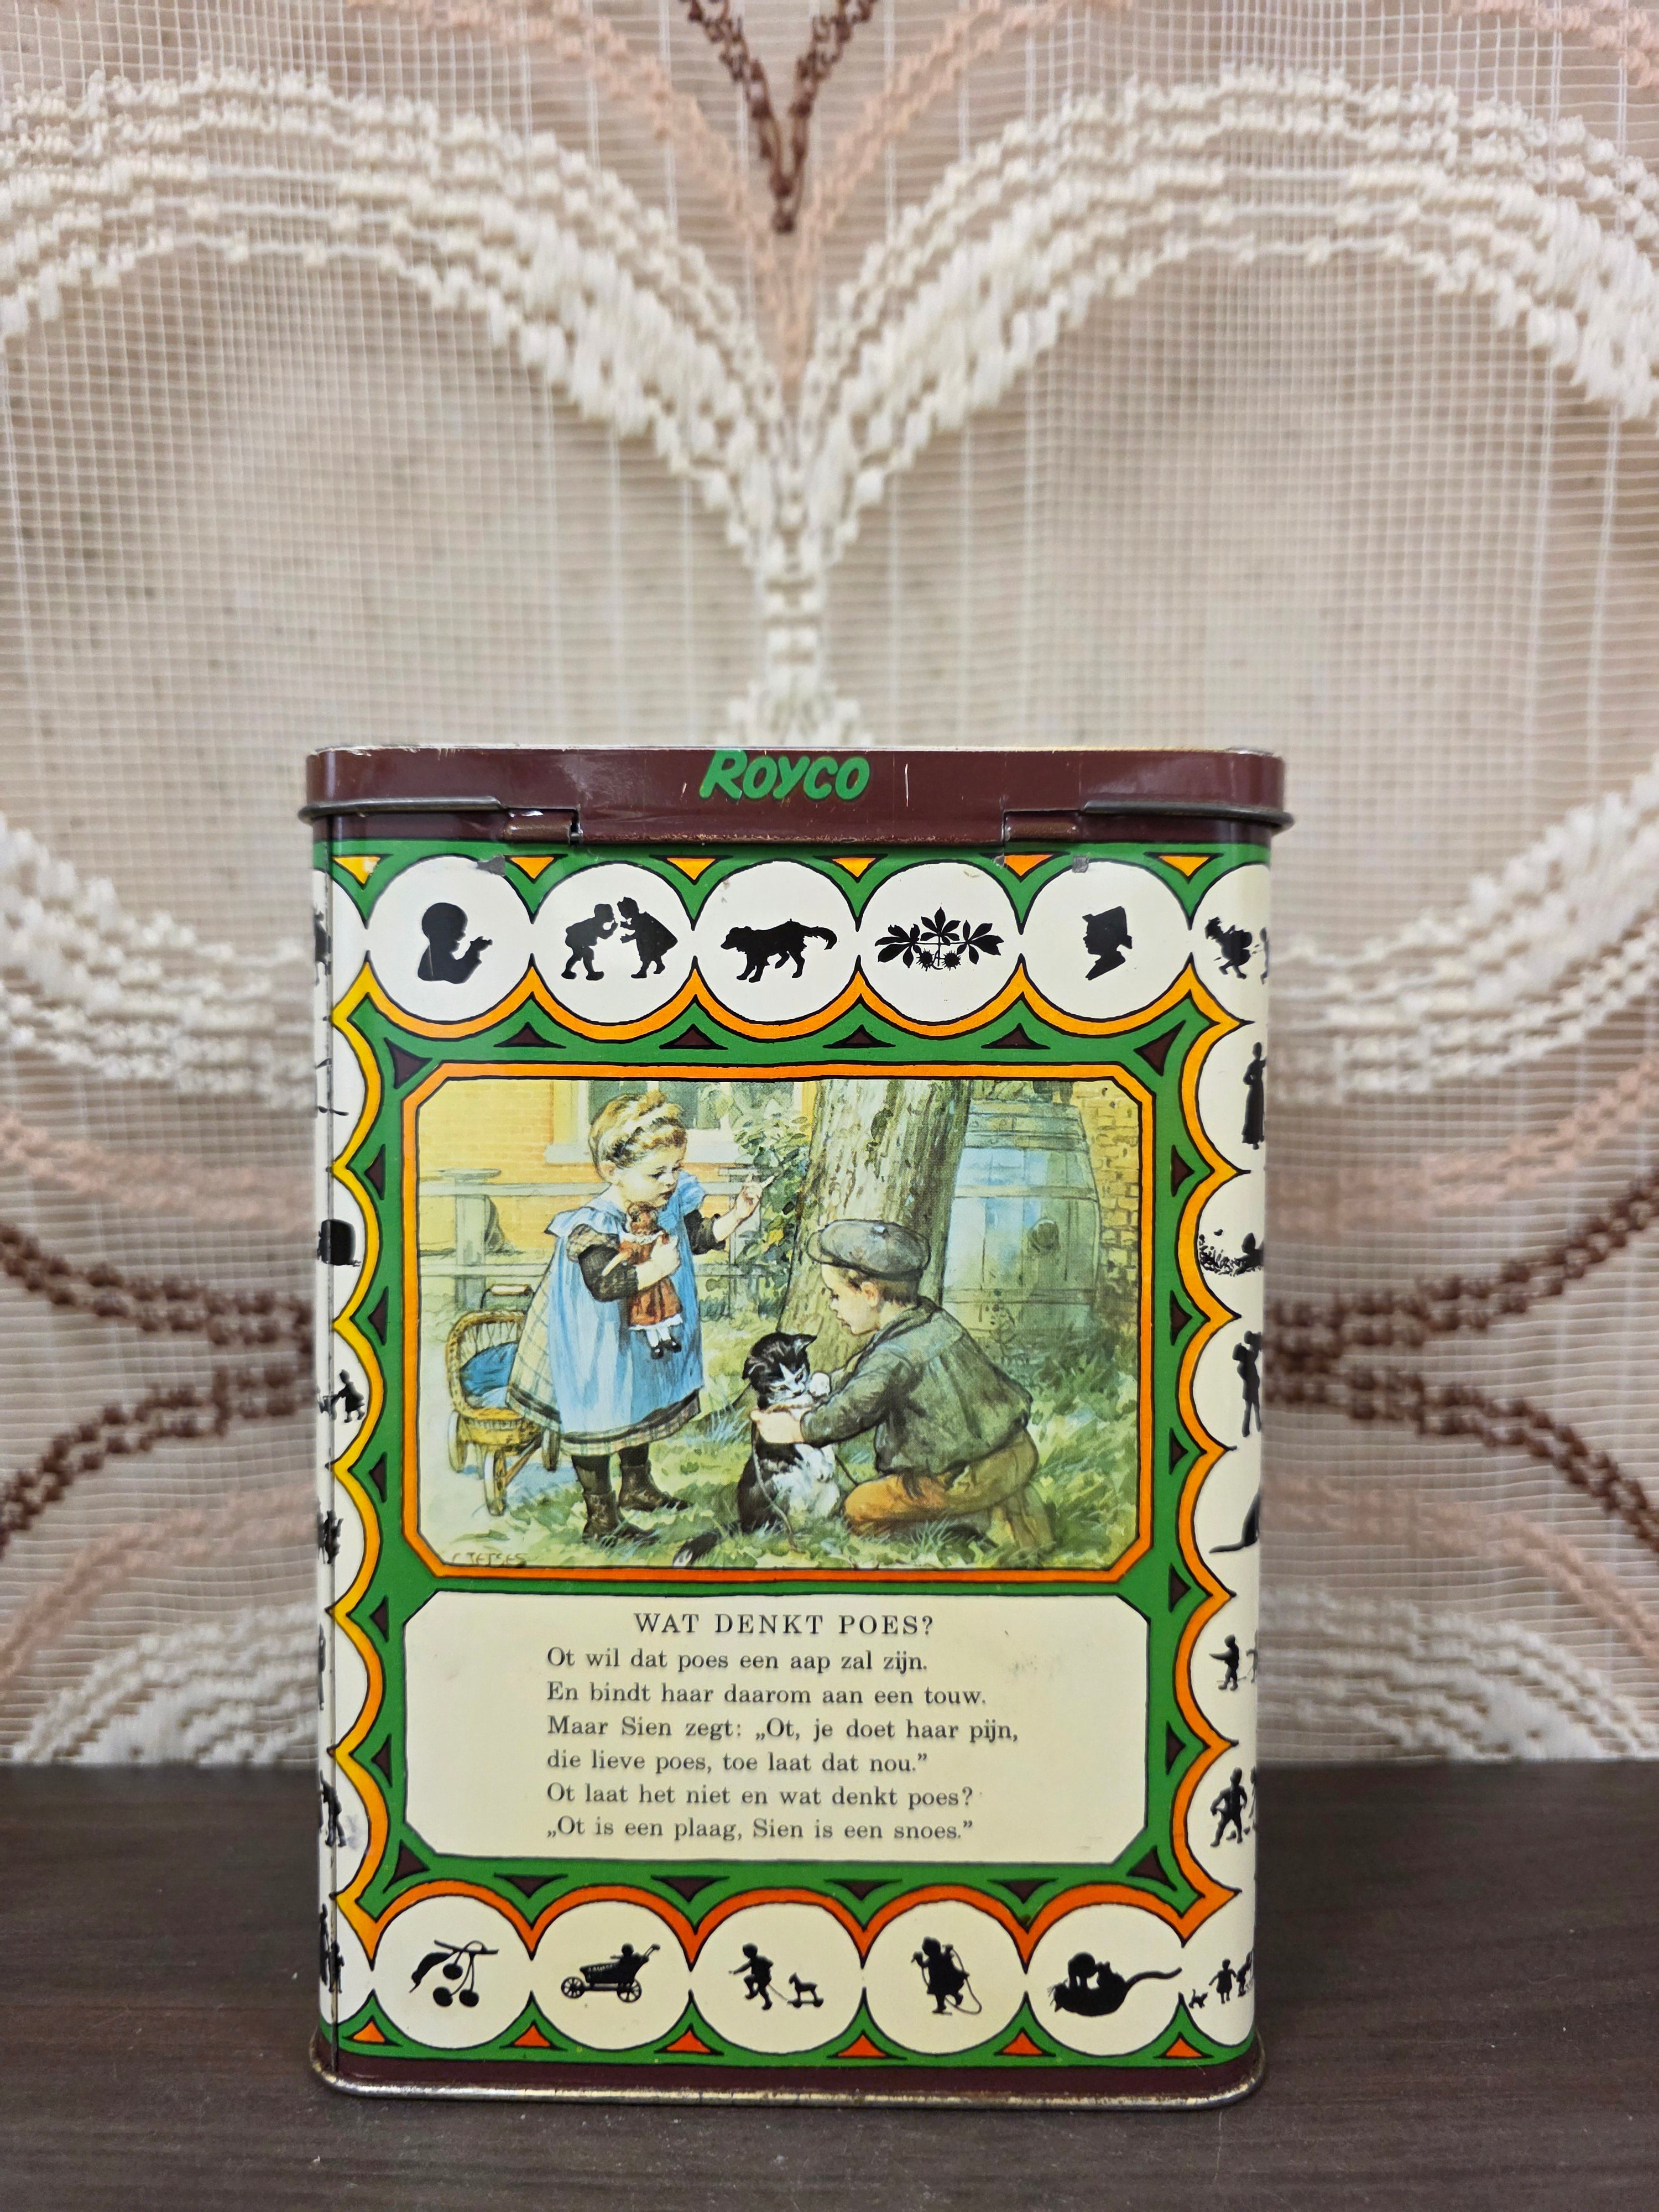 ROYCO
C. JETSES
WAT DENKT POES?
Ot wil dat poes een aap zal zijn.
En bindt haar daarom aan een touw.
Maar Sien zegt: „Ot, je doet haar pijn,
die lieve poes, toe laat dat nou.”
Ot laat het niet en wat denkt poes?
„Ot is een plaag, Sien is een snoes.”